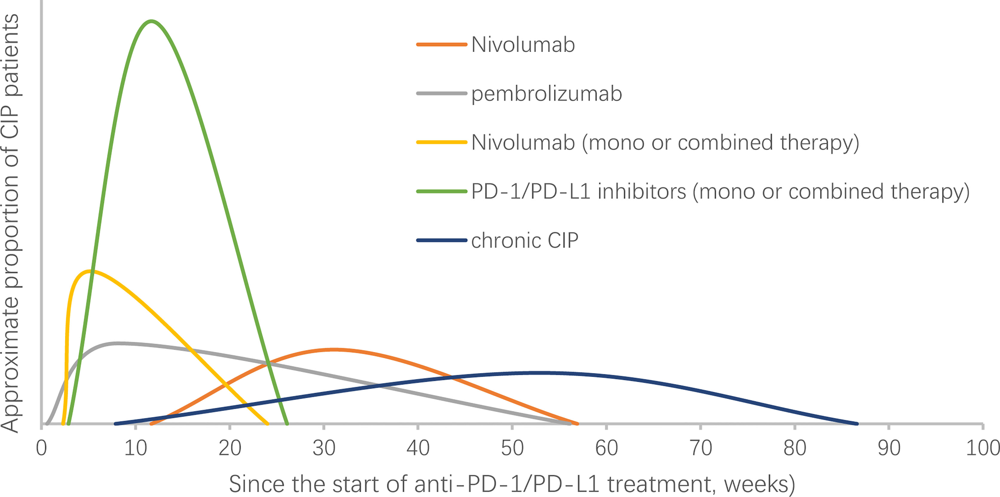 Approximate proportion of CIP patients
Nivolumab
pembrolizumab
Nivolumab (mono or combined therapy)
PD-1/PD-L1 inhibitors (mono or combined therapy)
chronic CIP
0 10 20 30 40 50 60 70 80 90 100
Since the start of anti-PD-1/PD-L1 treatment, weeks)